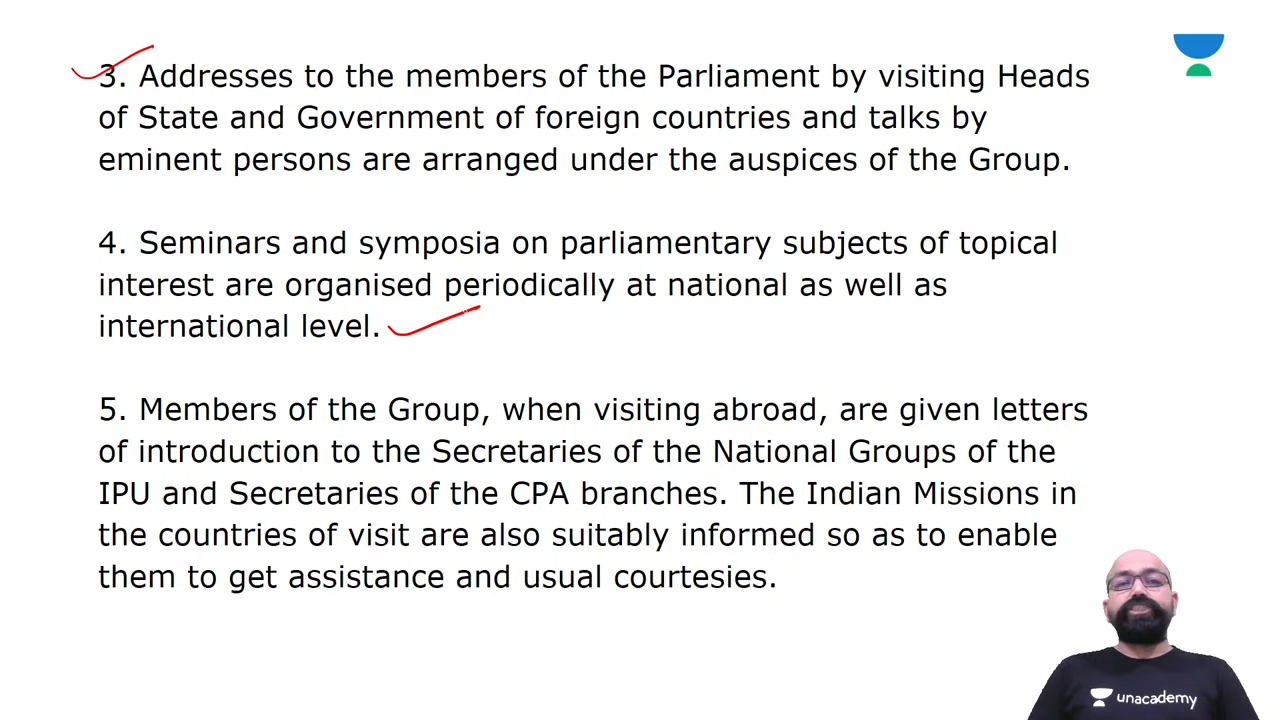 3. Addresses to the members of the Parliament by visiting Heads
of State and Government of foreign countries and talks by
eminent persons are arranged under the auspices of the Group.
4. Seminars and symposia on parliamentary subjects of topical
interest are organised periodically at national as well as
international level.
5. Members of the Group, when visiting abroad, are given letters
of introduction to the Secretaries of the National Groups of the
IPU and Secretaries of the CPA branches. The Indian Missions in
the countries of visit are also suitably informed so as to enable
them to get assistance and usual courtesies.
unacademy